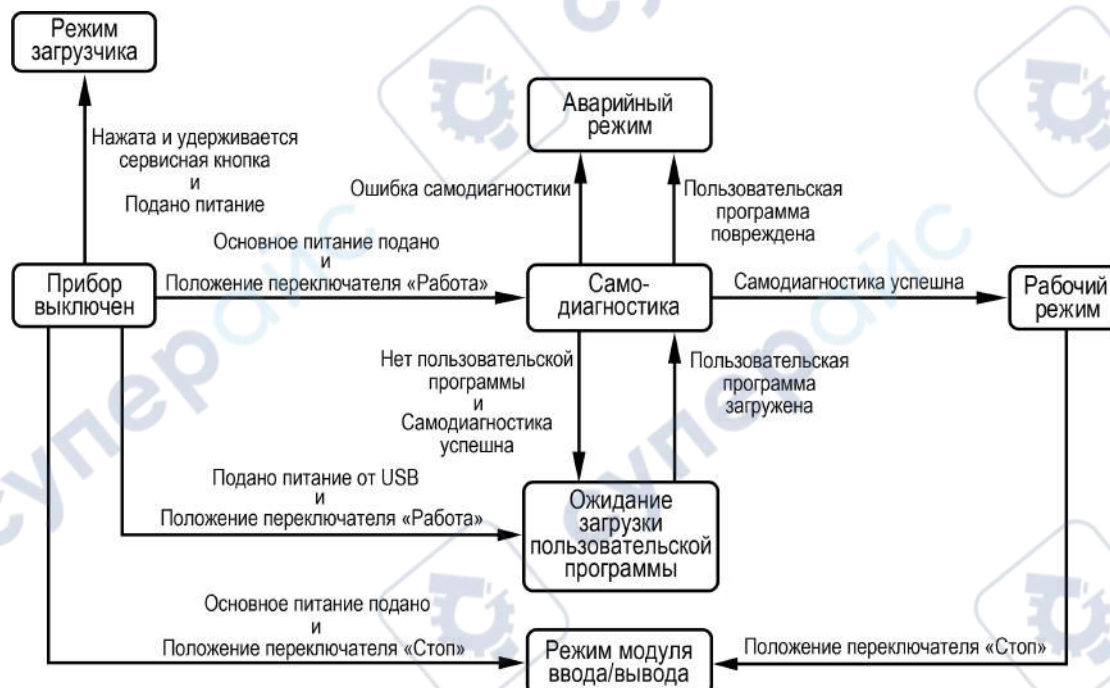 Режим
загрузчика
Аварийный
режим
Нажата и удерживается
сервисная кнопка
и
Подано питание
Ошибка самодиагностики
Пользовательская
программа
повреждена
Основное питание подано
и
Положение переключателя «Работа»
Прибор
выключен
Само-
диагностика
Самодиагностика успешна
Рабочий
режим
Нет пользовательской
программы
и
Самодиагностика
успешна
Пользовательская
программа
загружена
Подано питание от USB
и
Положение переключателя «Работа»
Ожидание
загрузки
пользовательской
программы
Основное питание подано
и
Положение переключателя «Стоп»
Режим модуля
ввода/вывода
Положение переключателя «Стоп»
суперайс
суперайс